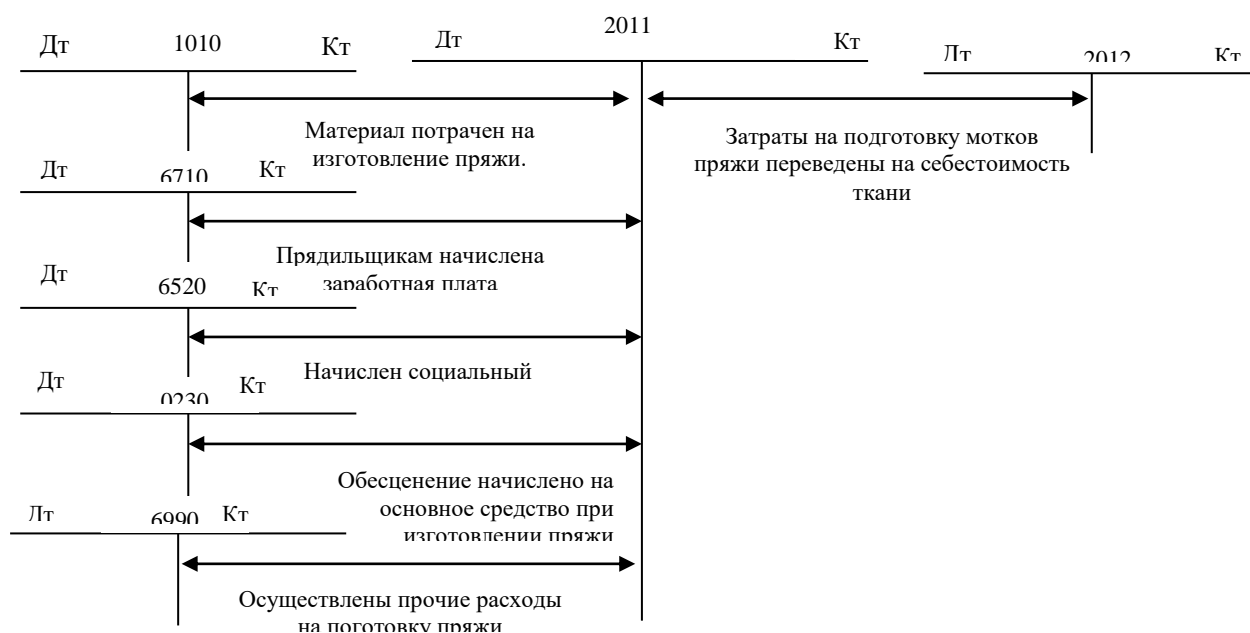 Дт 1010 Кт
Дт 2011 Кт
Дт 2012 Кт
Материал потрачен на
изготовление пряжи.
Затраты на подготовку мотков
пряжи переведены на себестоимость
ткани
Дт 6710 Кт
Прядильщикам начислена
заработная плата
Дт 6520 Кт
Начислен социальный
Дт 0230 Кт
Обесценение начислено на
основное средство при
изготовлении пряжи
Дт 6990 Кт
Осуществлены прочие расходы
на поготовку пряжи